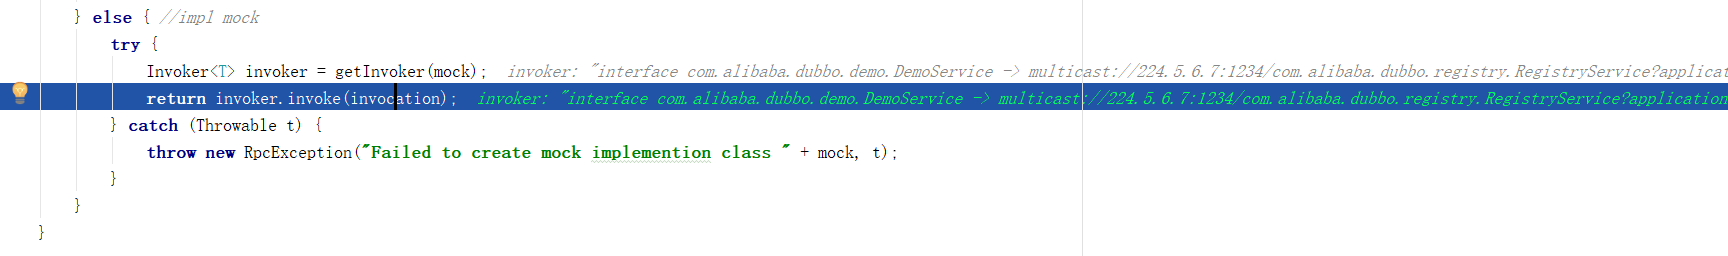 } else { //impl mock
try {
Invoker<T> invoker = getInvoker(mock);  invoker: "interface com.alibaba.dubbo.demo.DemoService -> multicast://224.5.6.7:1234/com.alibaba.dubbo.registry.RegistryService?applicat
return invoker.invoke(invocation);  invoker: "interface com.alibaba.dubbo.demo.DemoService -> multicast://224.5.6.7:1234/com.alibaba.dubbo.registry.RegistryService?application
} catch (Throwable t) {
throw new RpcException("Failed to create mock implemention class " + mock, t);
}
}
}